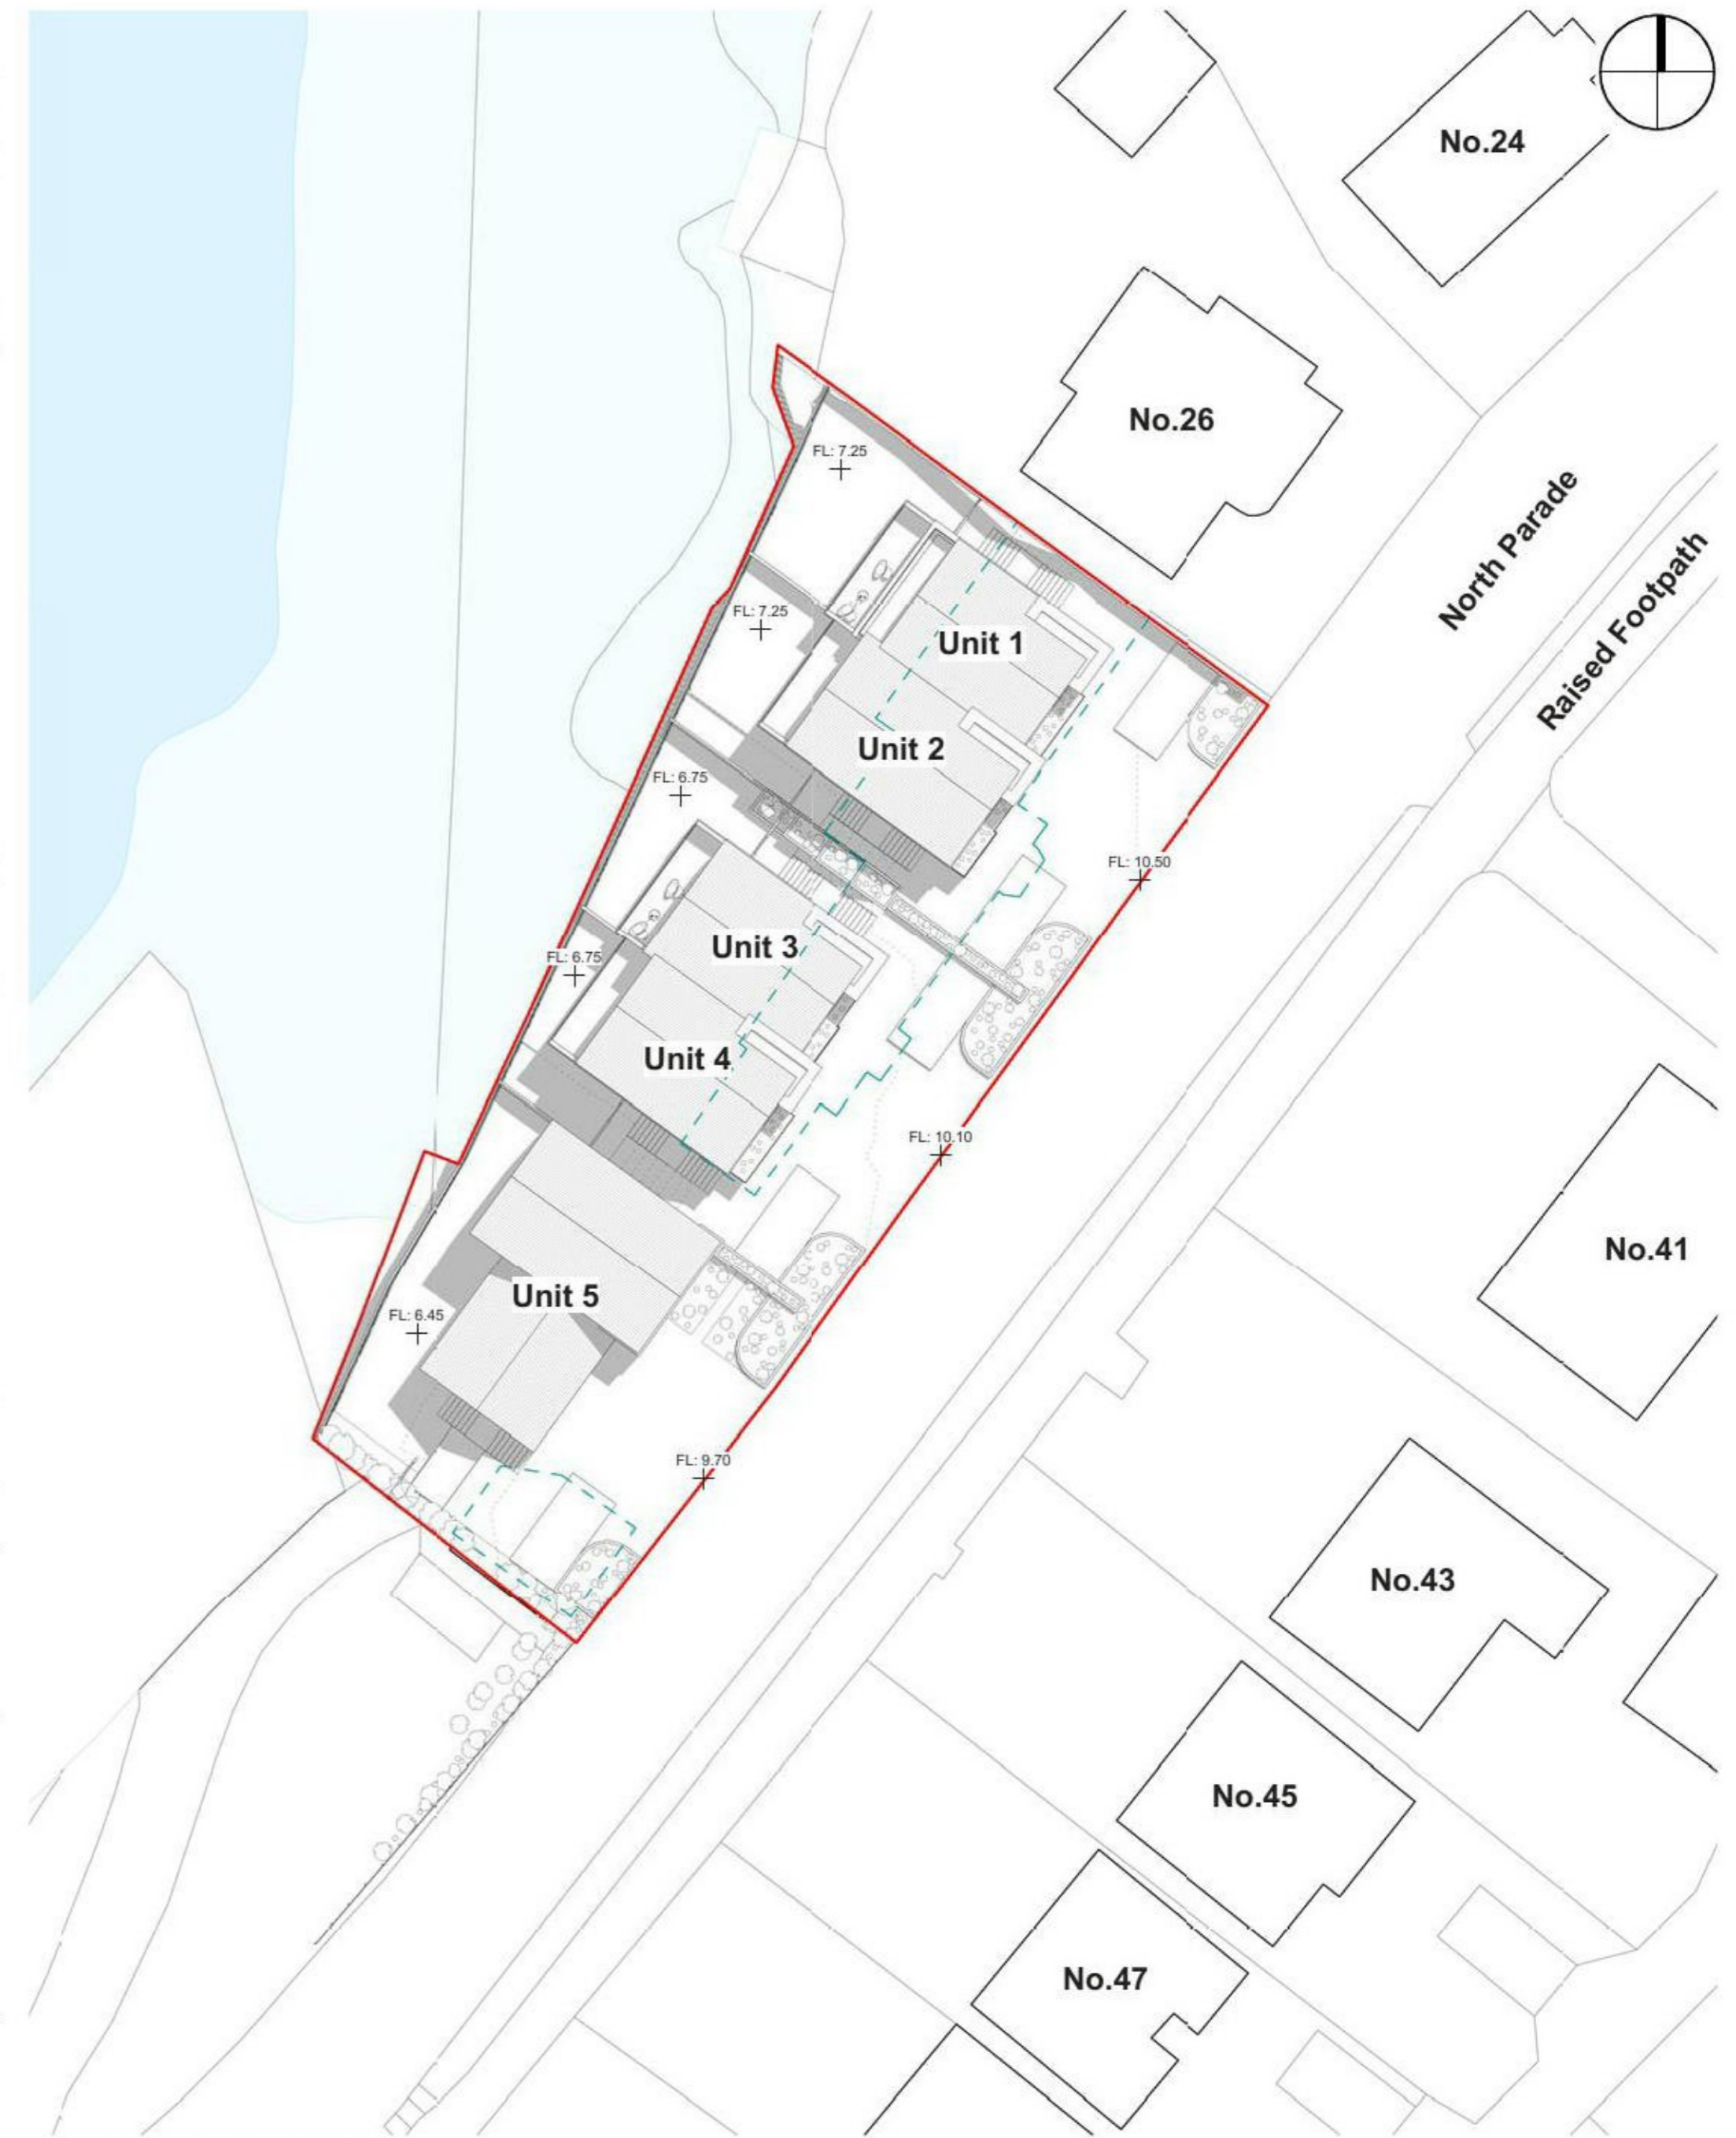 No.24
No.26
FL: 7.25
North Parade
Raised Footpath
FL: 7.25
Unit 1
Unit 2
FL: 6.75
FL: 10.50
Unit 3
FL: 6.75
Unit 4
FL: 10.10
No.41
Unit 5
FL: 6.45
FL: 9.70
No.43
No.45
No.47